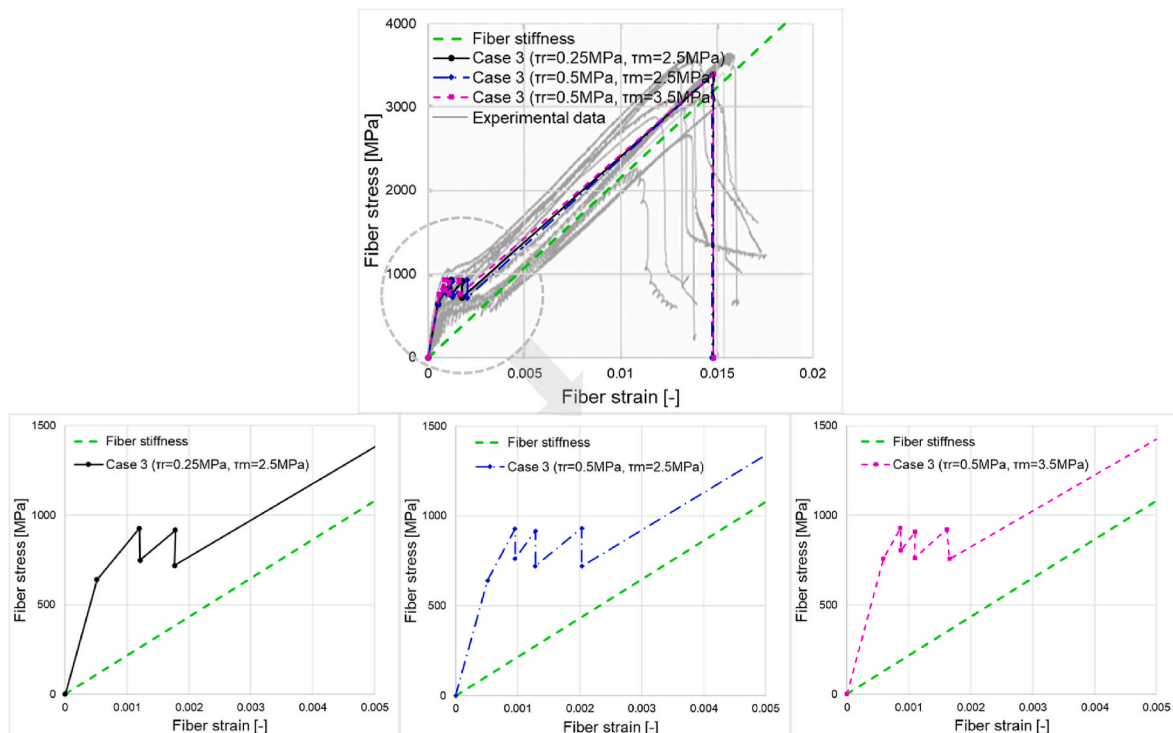 4000
3000
2000
1000
0
Fiber stress [MPa]
Fiber stiffness
Case 3 (τr=0.25MPa, τm=2.5MPa)
Case 3 (τr=0.5MPa, τm=2.5MPa)
Case 3 (τr=0.5MPa, τm=3.5MPa)
Experimental data
0 0.005 0.01 0.015 0.02
Fiber strain [-]
1500
1000
500
0
Fiber stress [MPa]
Fiber stiffness
Case 3 (τr=0.25MPa, τm=2.5MPa)
0 0.001 0.002 0.003 0.004 0.005
Fiber strain [-]
1500
1000
500
0
Fiber stress [MPa]
Fiber stiffness
Case 3 (τr=0.5MPa, τm=2.5MPa)
0 0.001 0.002 0.003 0.004 0.005
Fiber strain [-]
1500
1000
500
0
Fiber stress [MPa]
Fiber stiffness
Case 3 (τr=0.5MPa, τm=3.5MPa)
0 0.001 0.002 0.003 0.004 0.005
Fiber strain [-]